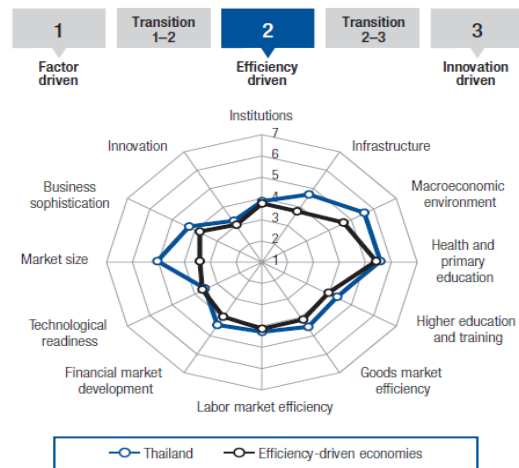 1
Transition
1–2
2
Transition
2–3
3
Factor
driven
Efficiency
driven
Innovation
driven
Institutions
7
6
5
4
3
2
1
Infrastructure
Macroeconomic
environment
Health and
primary
education
Higher education
and training
Goods market
efficiency
Labor market efficiency
Financial market
development
Technological
readiness
Market size
Business
sophistication
Innovation
Thailand
Efficiency-driven economies